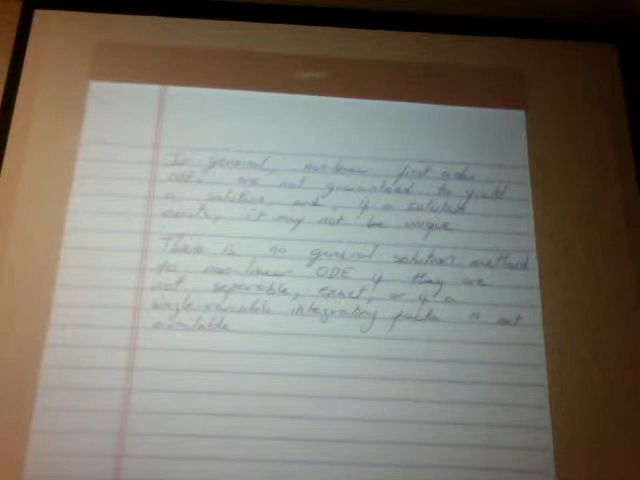 In general, nonlinear first order
ODEs are not guaranteed to yield
a solution, and, if a solution
exists, it may not be unique
There is no general solution method
to nonlinear ODE if they are
not separable, exact, or if a
single-variable integrating factor is not
available